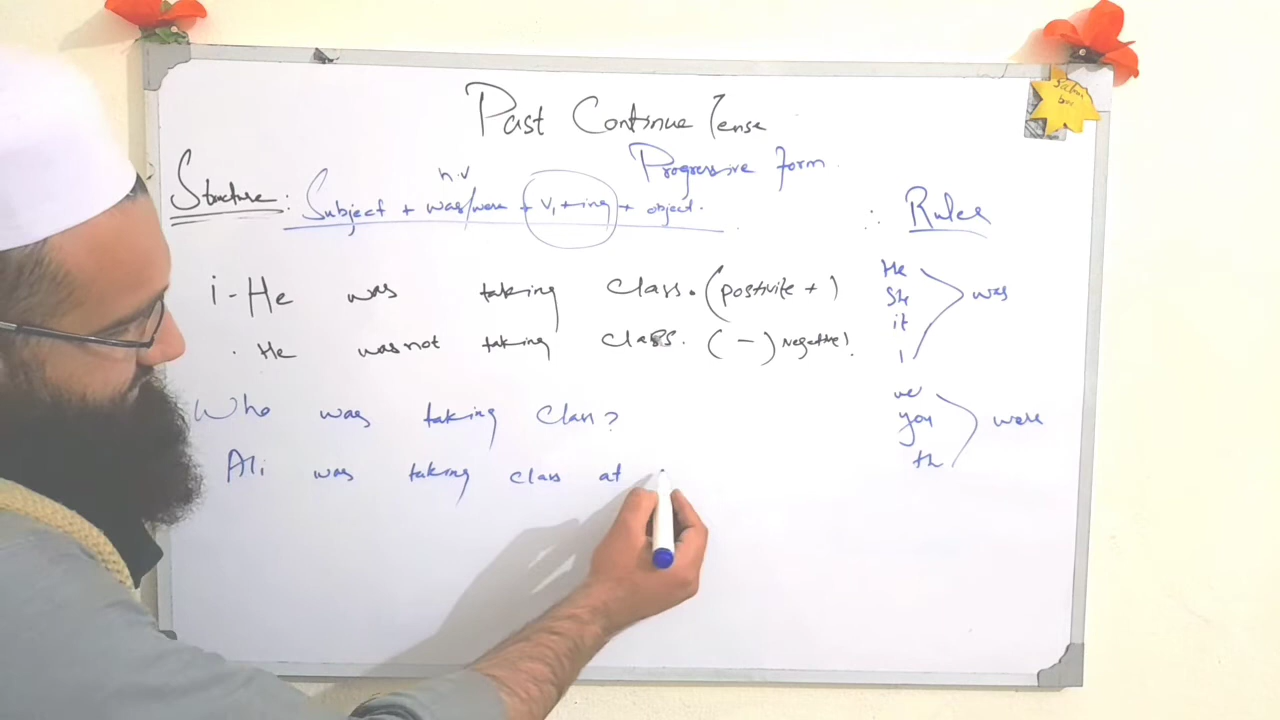 Past Continue Tense
Progressive form
h.v
Structure: Subject + was/were + V1+ing + object.
i - He was taking class. (postivite +)
He was not taking class. (-) Negative!
Who was taking class?
Ali was taking class at
: Rules
He
She
it
I
was
we
you
th
were